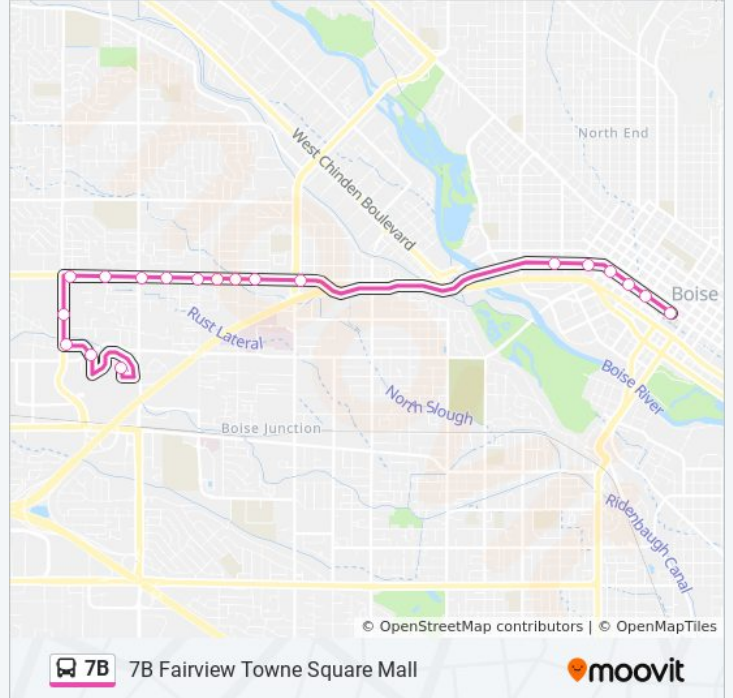 North End
West Chinden Boulevard
Boise
Rust Lateral
Boise River
North Slough
Boise Junction
Ridenbaugh Canal
© OpenStreetMap contributors | © OpenMapTiles
7B 7B Fairview Towne Square Mall moovit